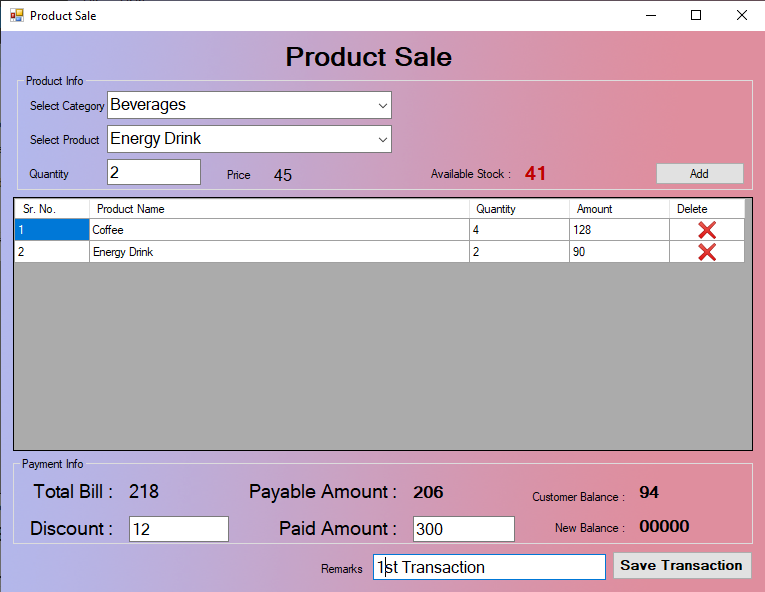 Product Sale
Product Sale
Product Info
Select Category Beverages
Select Product Energy Drink
Quantity 2 Price 45 Available Stock : 41 Add
Sr. No. Product Name Quantity Amount Delete
1 Coffee 4 128
2 Energy Drink 2 90
Payment Info
Total Bill : 218 Payable Amount : 206 Customer Balance : 94
Discount : 12 Paid Amount : 300 New Balance : 00000
Remarks 1st Transaction Save Transaction